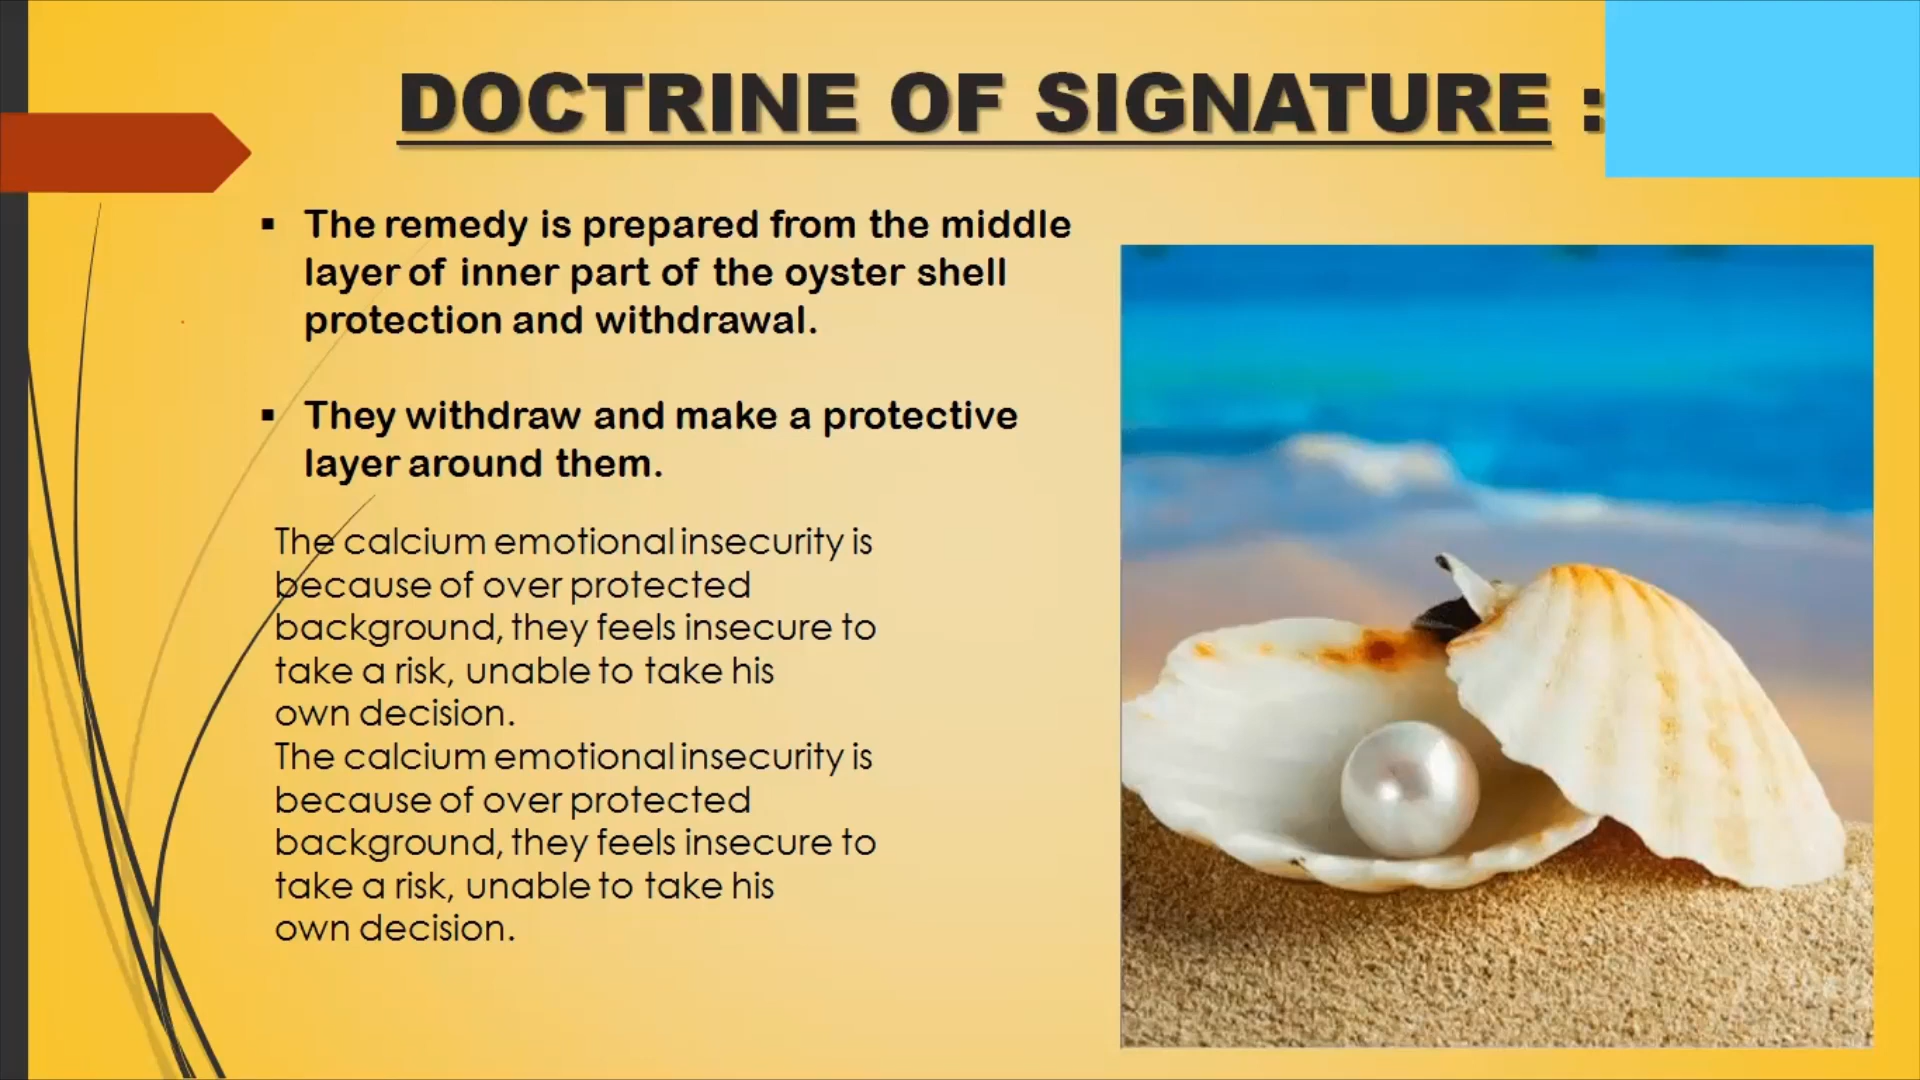 DOCTRINE OF SIGNATURE :
▪ The remedy is prepared from the middle
layer of inner part of the oyster shell
protection and withdrawal.
▪ They withdraw and make a protective
layer around them.
The calcium emotional insecurity is
because of over protected
background, they feels insecure to
take a risk, unable to take his
own decision.
The calcium emotional insecurity is
because of over protected
background, they feels insecure to
take a risk, unable to take his
own decision.